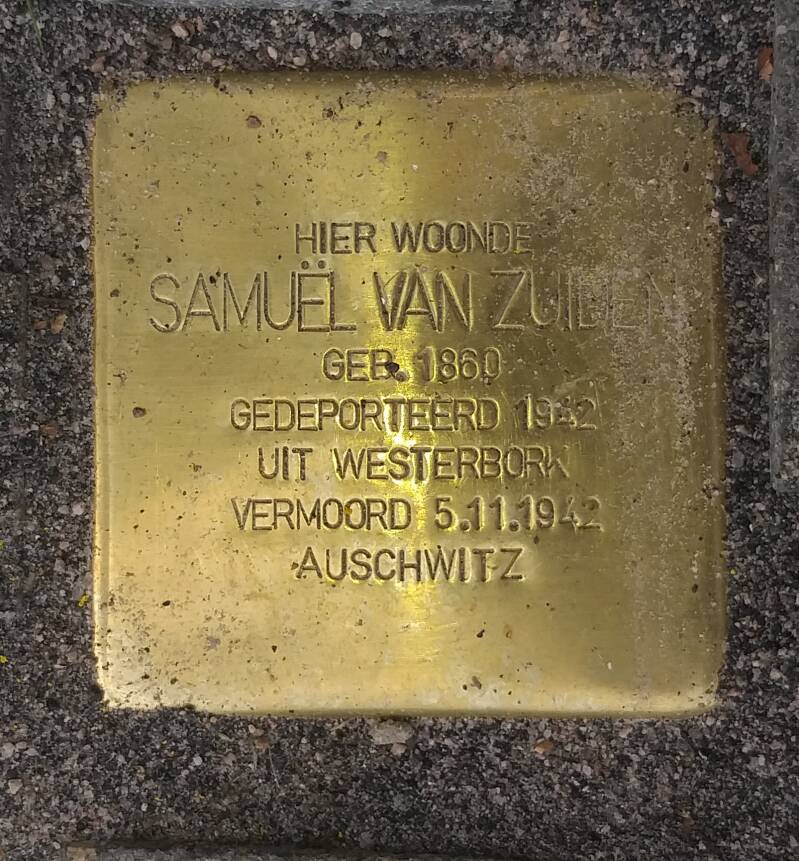 HIER WOONDE
SAMUËL VAN ZUIDEN
GEB. 1860
GEDEPORTEERD 1942
UIT WESTERBORK
VERMOORD 5.11.1942
AUSCHWITZ